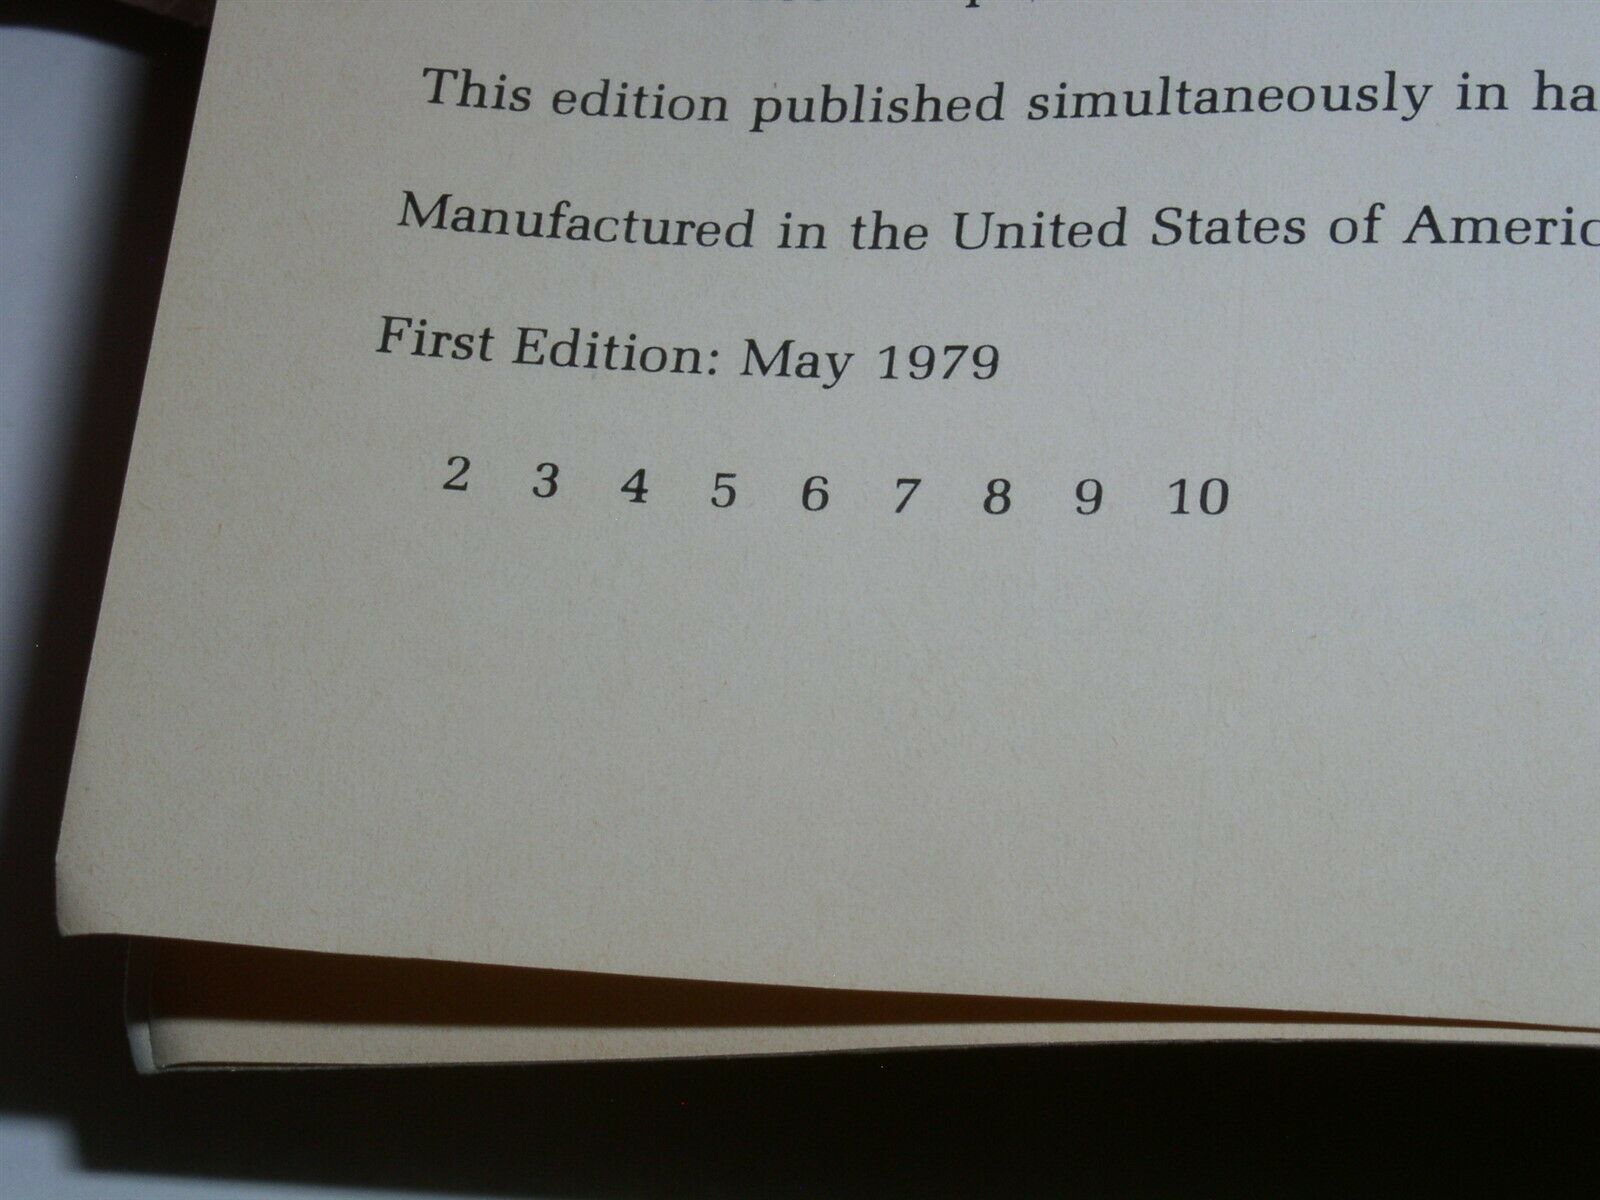 This edition published simultaneously in ha
Manufactured in the United States of Americ
First Edition: May 1979
2 3 4 5 6 7 8 9 10